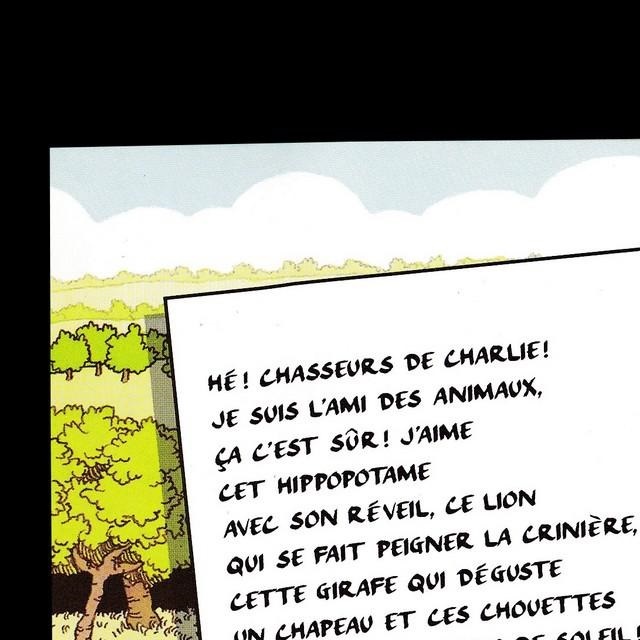 HÉ! CHASSEURS DE CHARLIE!
JE SUIS L'AMI DES ANIMAUX,
ÇA C'EST SÛR! J'AIME
CET HIPPOPOTAME
AVEC SON RÉVEIL, CE LION
QUI SE FAIT PEIGNER LA CRINIÈRE,
CETTE GIRAFE QUI DÉGUSTE
UN CHAPEAU ET CES CHOUETTES
SOLEIL